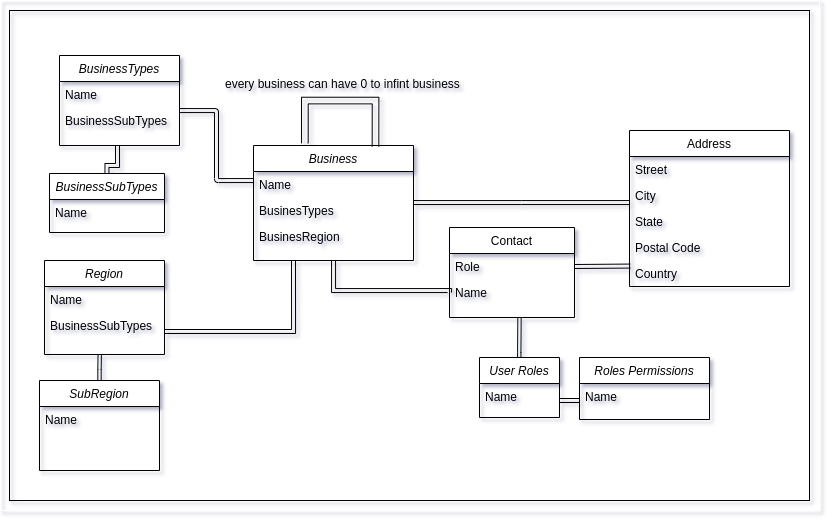 BusinessTypes
Name
BusinessSubTypes
BusinessSubTypes
Name
every business can have 0 to infint business
Business
Name
BusinesTypes
BusinesRegion
Address
Street
City
State
Postal Code
Country
Contact
Role
Name
Region
Name
BusinessSubTypes
SubRegion
Name
User Roles
Name
Roles Permissions
Name